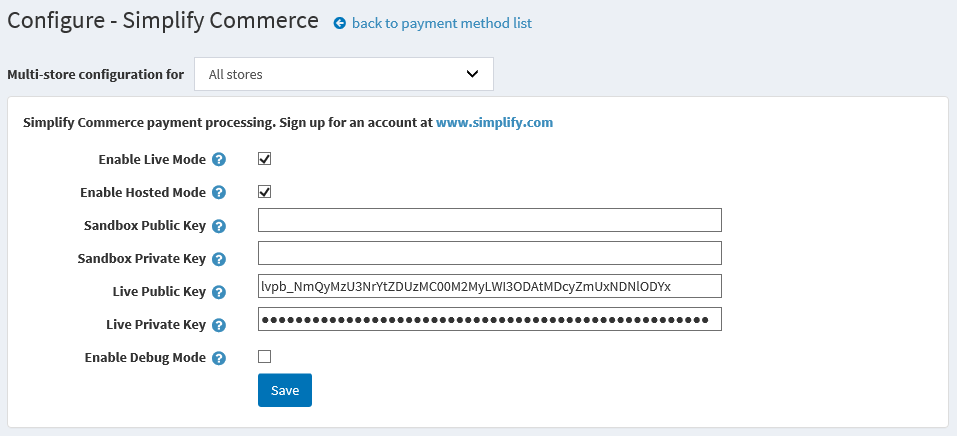 Configure - Simplify Commerce back to payment method list
Multi-store configuration for All stores
Simplify Commerce payment processing. Sign up for an account at www.simplify.com
Enable Live Mode ?
Enable Hosted Mode ?
Sandbox Public Key ?
Sandbox Private Key ?
Live Public Key ? lvpb_NmQyMzU3NrYtZDUzMC00M2MyLWI3ODAtMDcyZmUxNDNlODYx
Live Private Key ? ●●●●●●●●●●●●●●●●●●●●●●●●●●●●●●●●●●●●●●●●●●●●●●●●●●●●●
Enable Debug Mode ?
Save